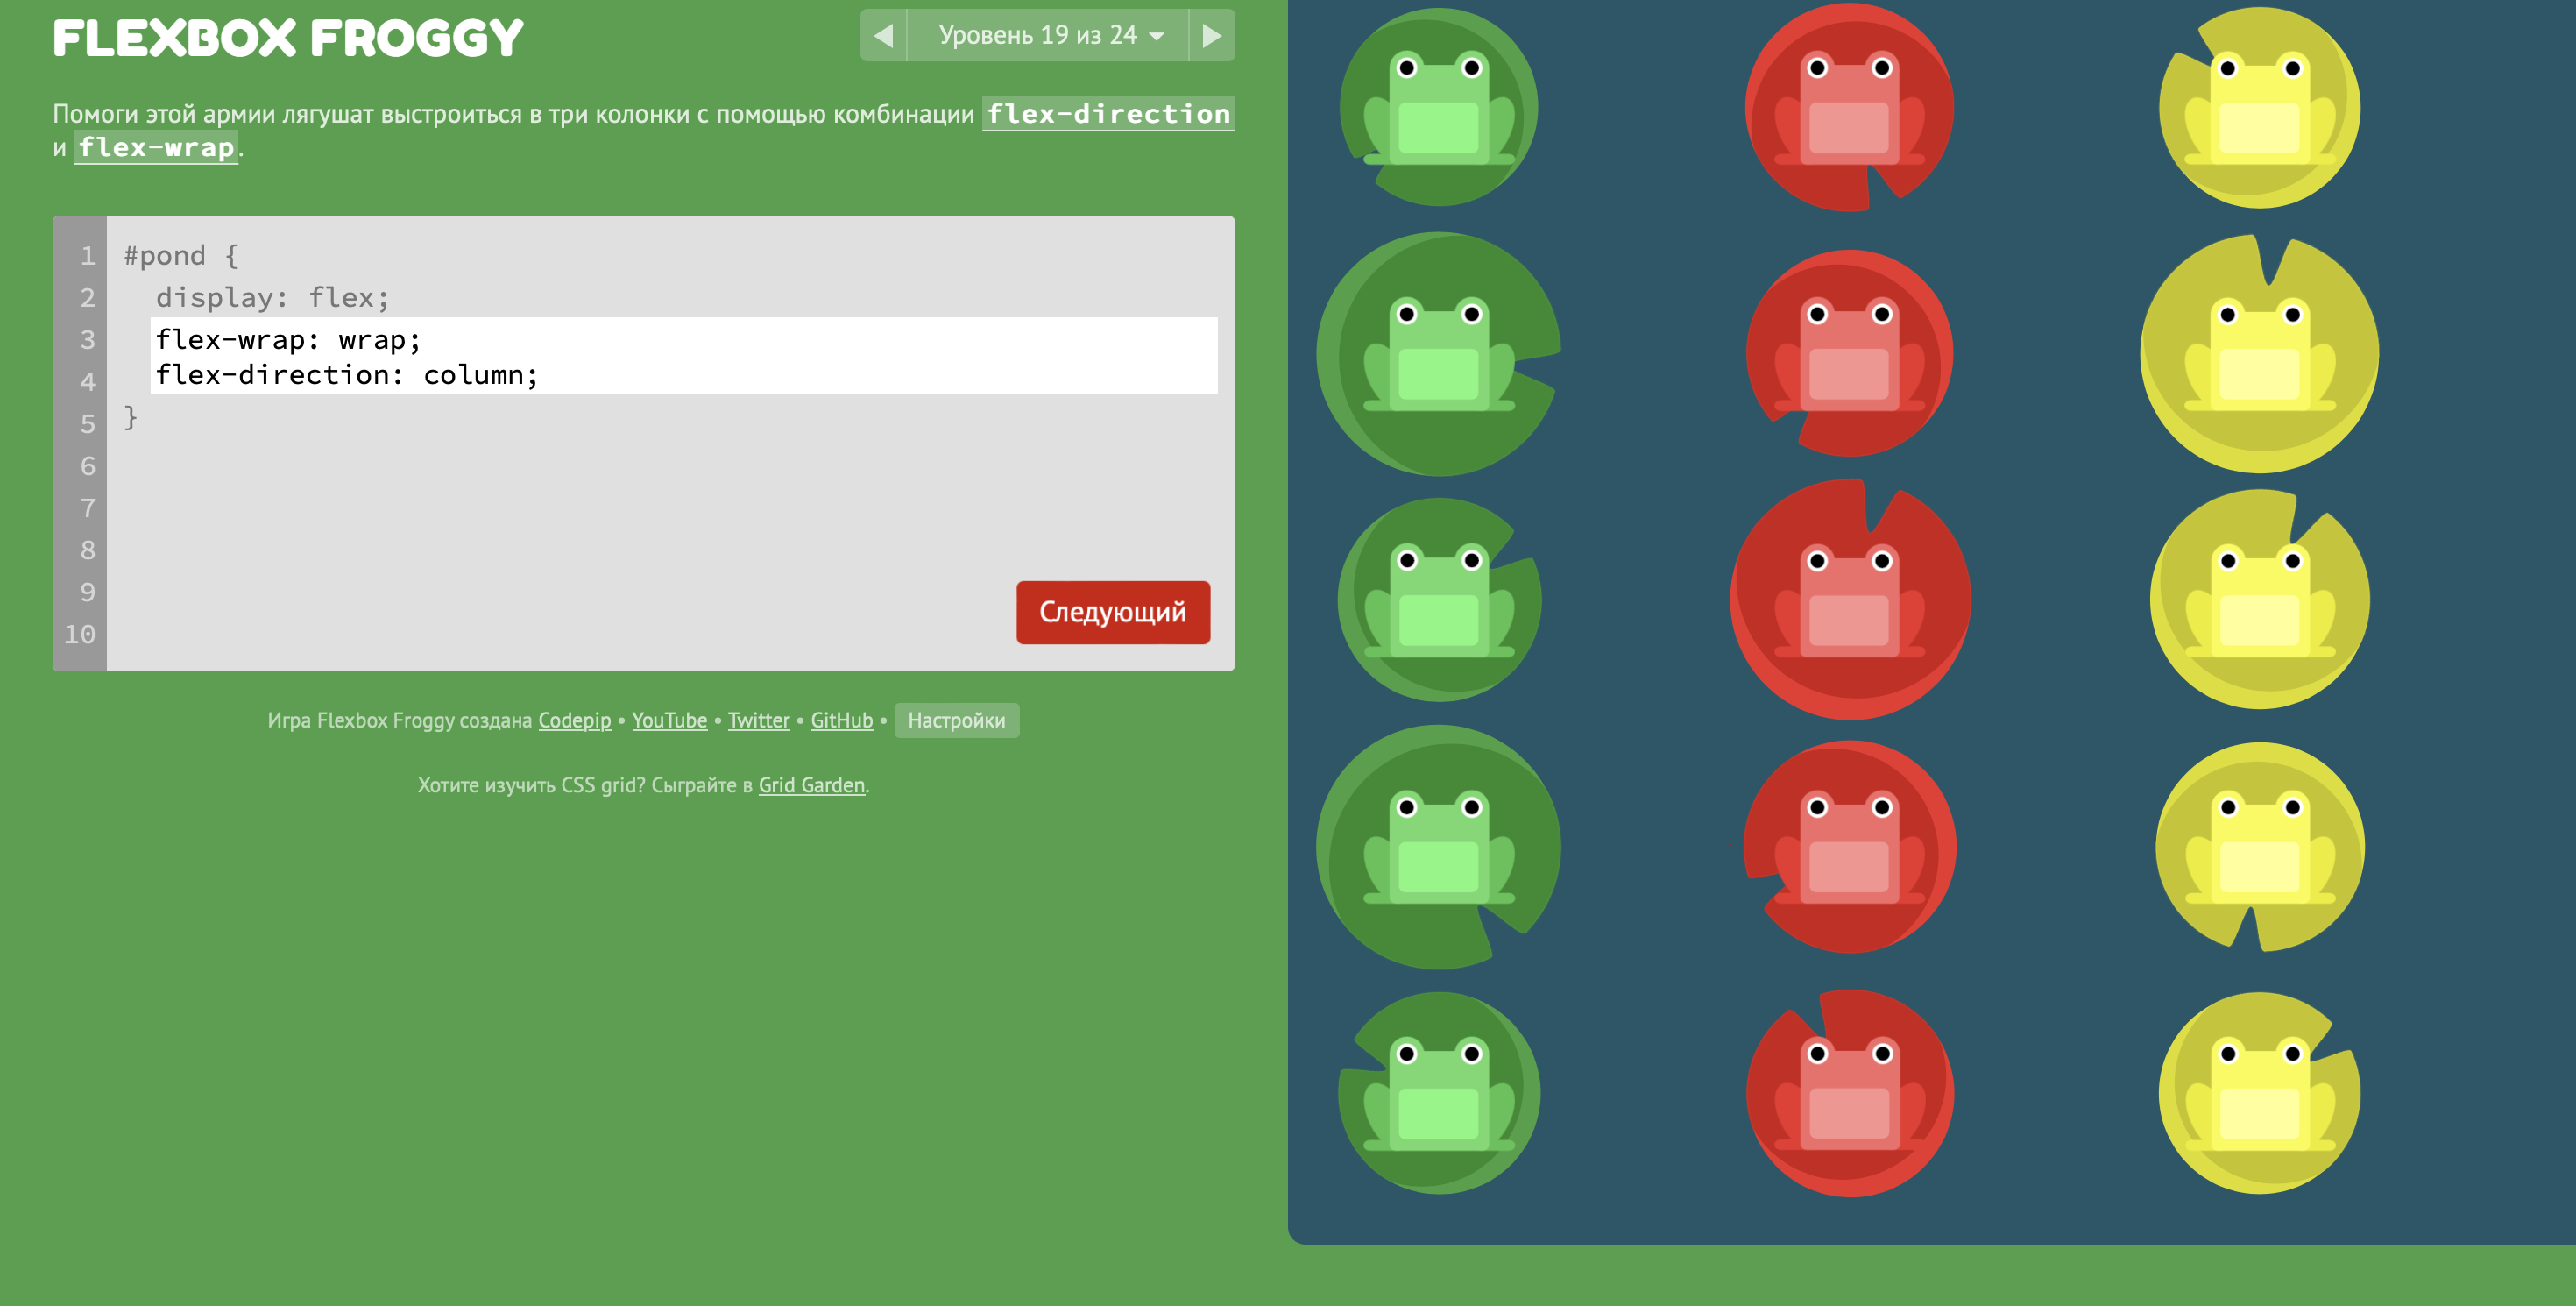 FLEXBOX FROGGY
Уровень 19 из 24
Помоги этой армии лягушат выстроиться в три колонки с помощью комбинации flex-direction
и flex-wrap.
1 #pond {
2 display: flex;
3 flex-wrap: wrap;
4 flex-direction: column;
5 }
6
7
8
9
10
Следующий
Игра Flexbox Froggy создана Codepip • YouTube • Twitter • GitHub • Настройки
Хотите изучить CSS grid? Сыграйте в Grid Garden.